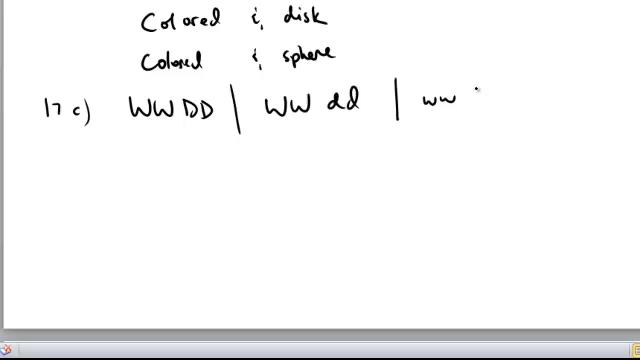 Colored & disk
Colored & sphere
17 c) WWDD | WW dd | ww